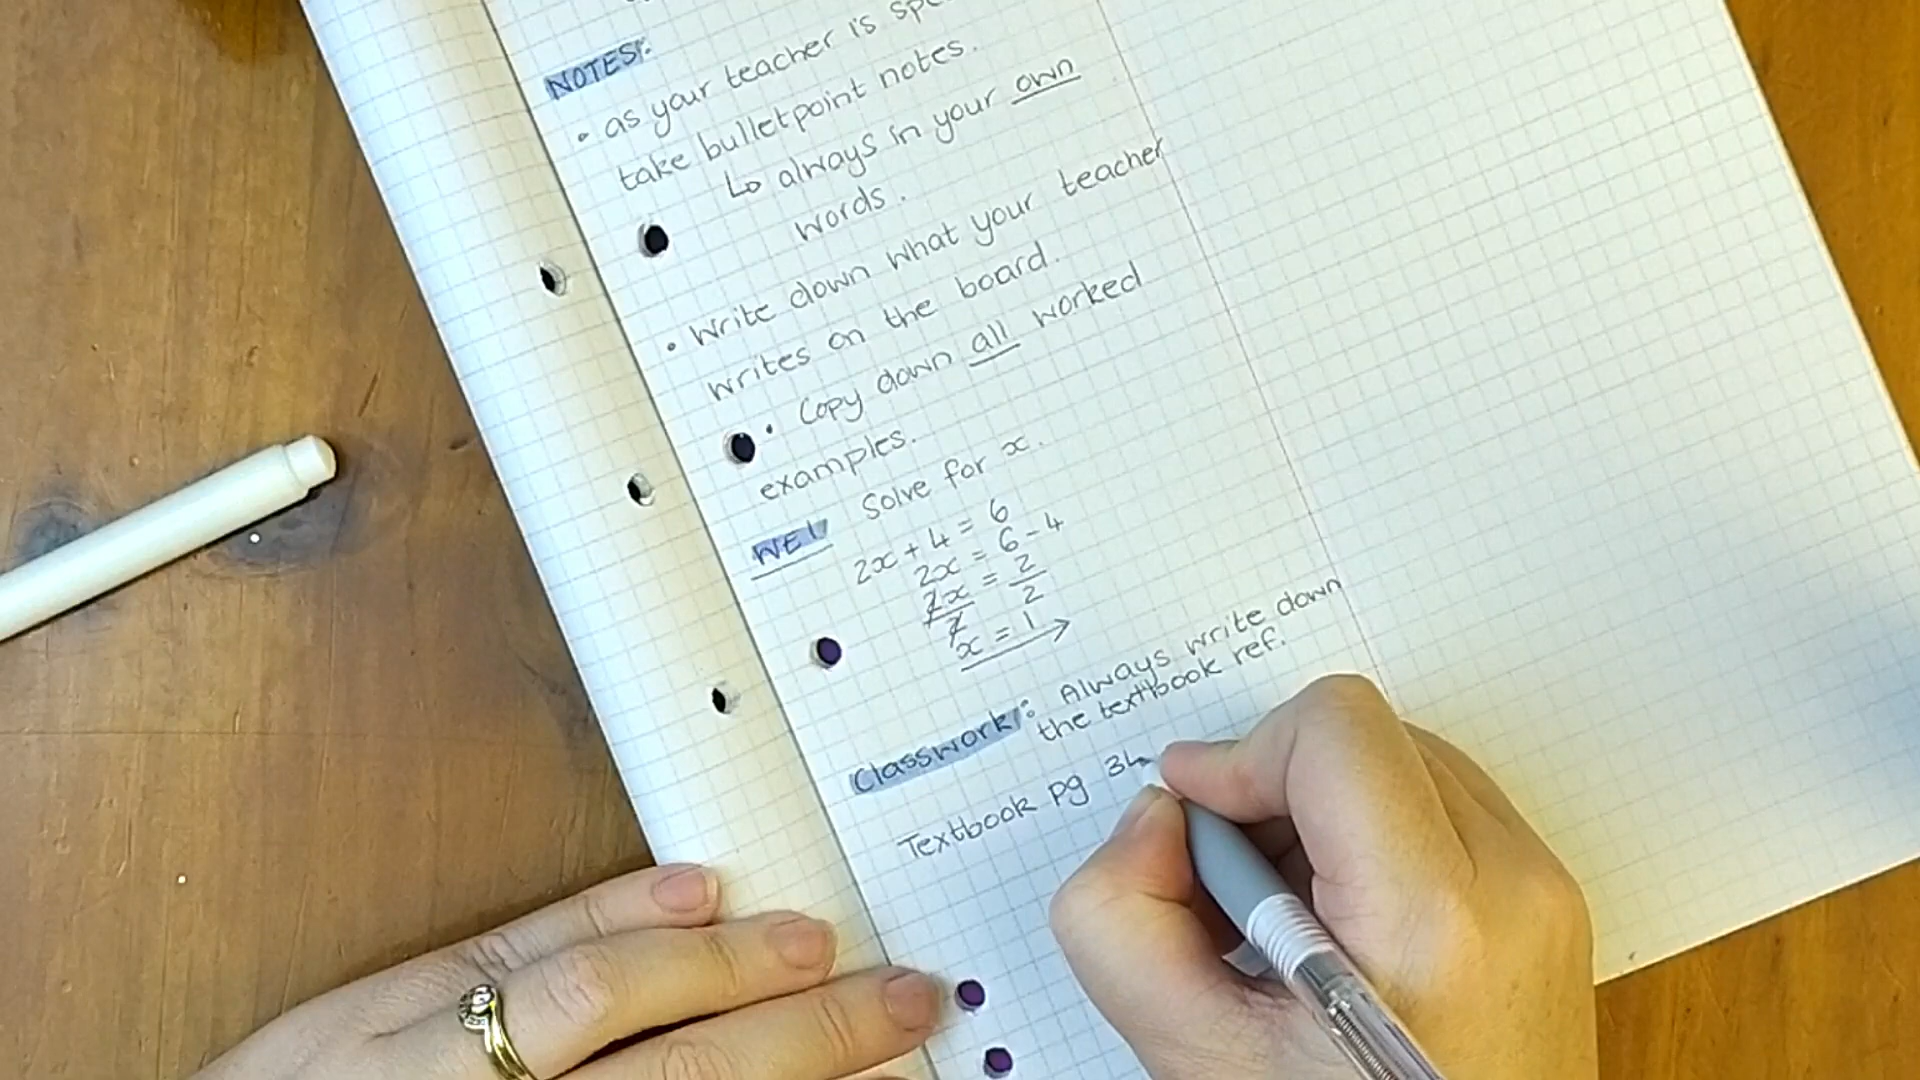 NOTES:
• as your teacher is
take bulletpoint notes.
↳ always in your own
words.
• Write down what your teacher
writes on the board.
• Copy down all worked
examples.
WE1 Solve for x.
2x + 4 = 6
2x = 6 - 4
2x/2 = 2/2
x = 1
Classwork: Always write down
the textbook ref.
Textbook pg 34